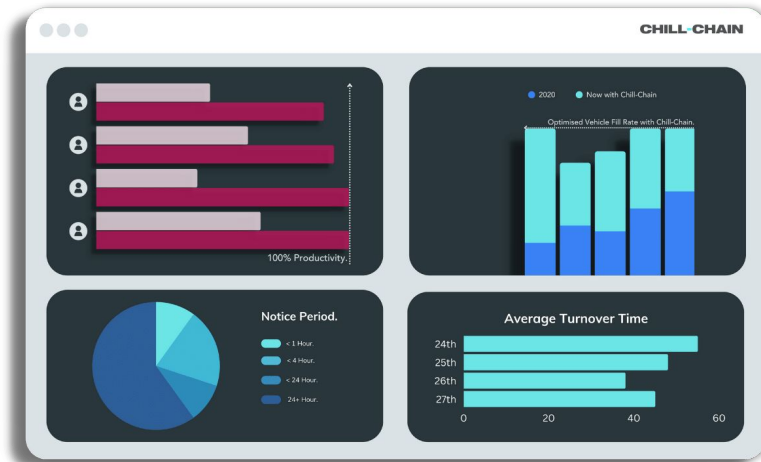 CHILL-CHAIN
100% Productivity.
2020
Now with Chill-Chain
Optimised Vehicle Fill Rate with Chill-Chain.
Notice Period.
< 1 Hour.
< 4 Hour.
< 24 Hour.
24+ Hour.
Average Turnover Time
24th
25th
26th
27th
0 20 40 60